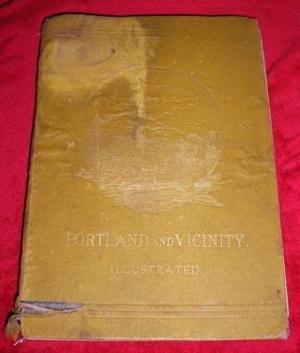 PORTLAND AND VICINITY.
ILLUSTRATED.